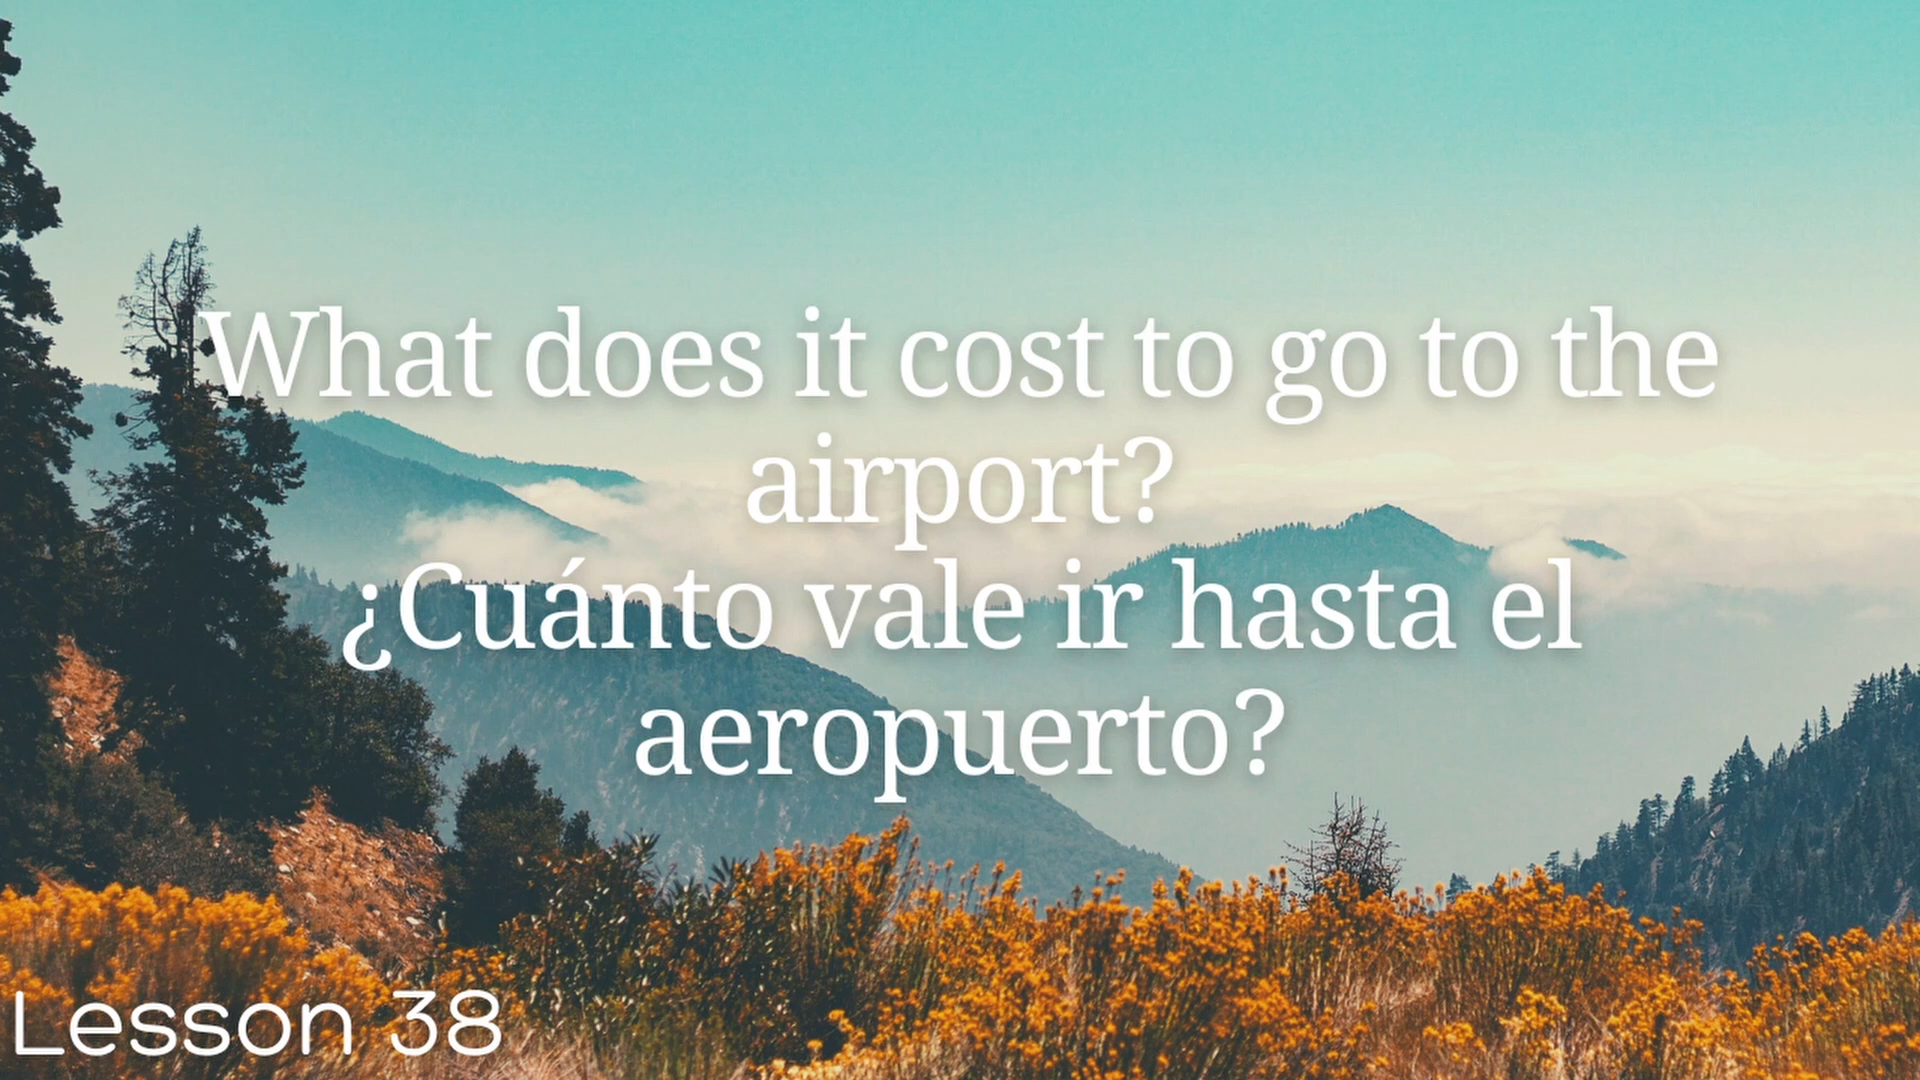 What does it cost to go to the
airport?
¿Cuánto vale ir hasta el
aeropuerto?
Lesson 38